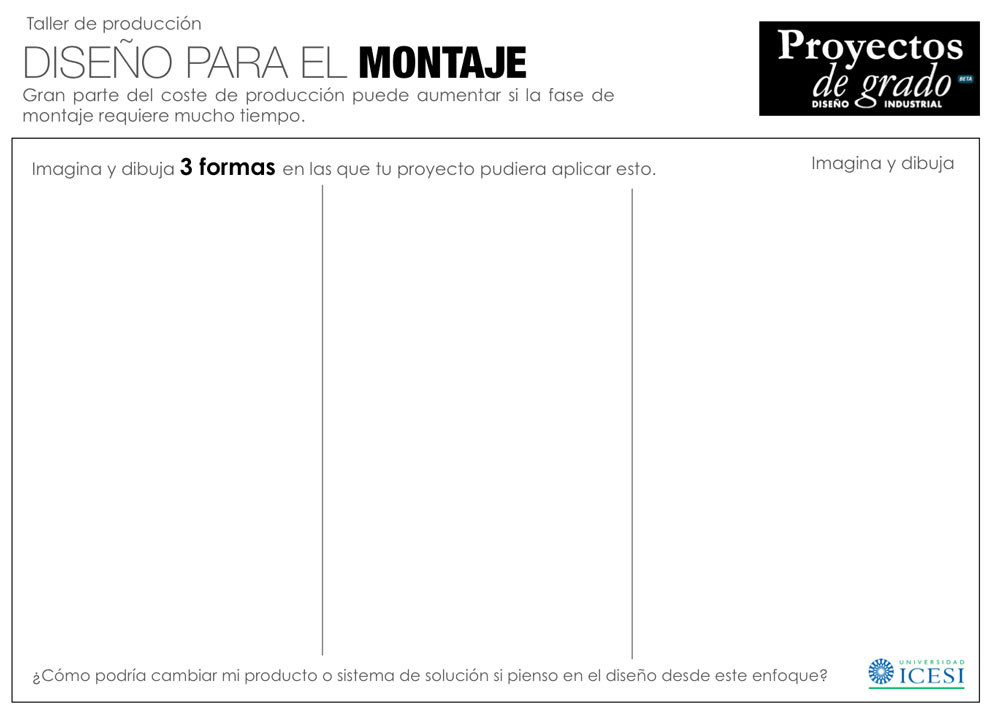 Taller de producción
DISEÑO PARA EL MONTAJE
Gran parte del coste de producción puede aumentar si la fase de
montaje requiere mucho tiempo.
Proyectos
de grado
BETA
DISEÑO INDUSTRIAL
Imagina y dibuja 3 formas en las que tu proyecto pudiera aplicar esto.
Imagina y dibuja
¿Cómo podría cambiar mi producto o sistema de solución si pienso en el diseño desde este enfoque?
UNIVERSIDAD
ICESI